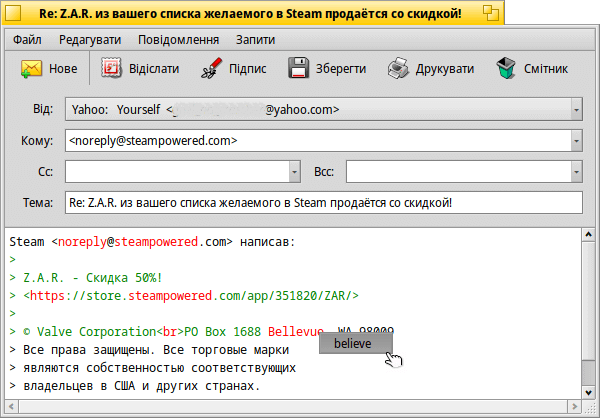 Re: Z.A.R. из вашего списка желаемого в Steam продаётся со скидкой!
Файл Редагувати Повідомлення Запити
Нове Відіслати Підпис Зберегти Друкувати Смітник
Від: Yahoo: Yourself < @yahoo.com>
Кому: <noreply@steampowered.com>
Cc: Bcc:
Тема: Re: Z.A.R. из вашего списка желаемого в Steam продаётся со скидкой!
Steam <noreply@steampowered.com> написав:
>
> Z.A.R. - Скидка 50%!
> <https://store.steampowered.com/app/351820/ZAR/>
>
> © Valve Corporation<br>PO Box 1688 Bellevue, WA 98009
believe
> Все права защищены. Все торговые марки
> являются собственностью соответствующих
> владельцев в США и других странах.